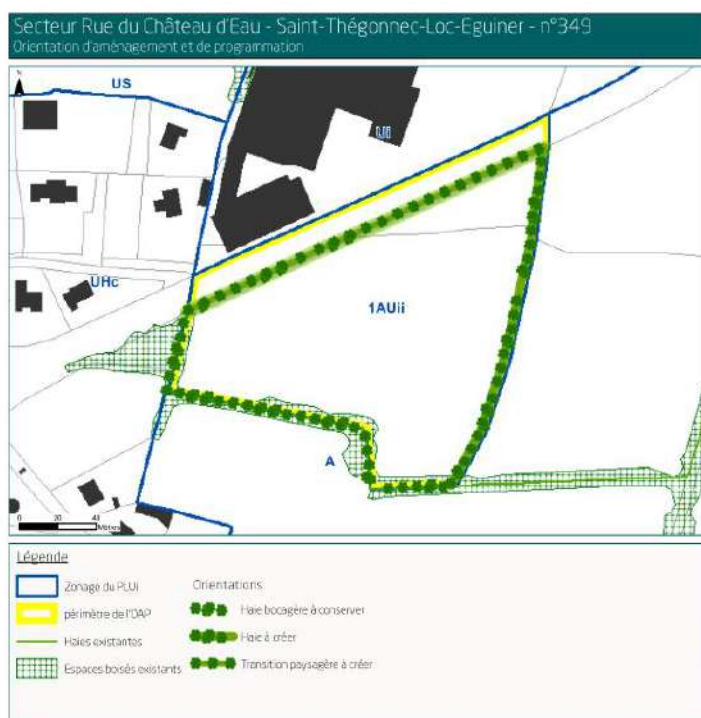 Secteur Rue du Château d'Eau - Saint-Thégonnec-Loc-Eguiner - n°349
Orientation d'aménagement et de programmation
N
US
Ui
UHc
1AUii
A
0 20 40
Mètres
Légende
Zonage du PLUi
périmètre de l'OAP
Haies existantes
Espaces boisés existants
Orientations
Haie bocagère à conserver
Haie à créer
Transition paysagère à créer